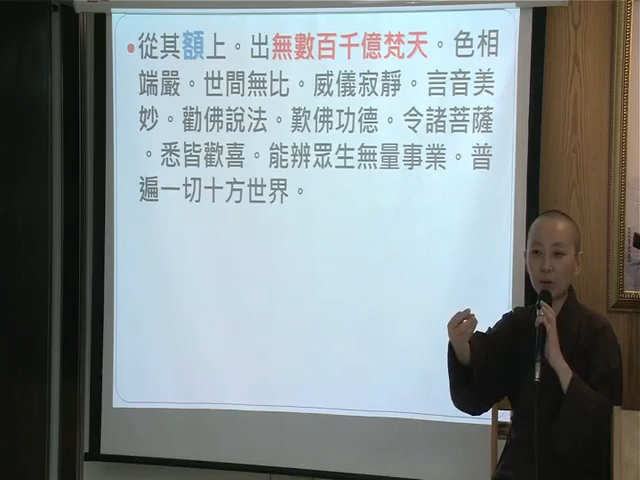 •從其額上。出無數百千億梵天。色相
端嚴。世間無比。威儀寂靜。言音美
妙。勸佛說法。歎佛功德。令諸菩薩
。悉皆歡喜。能辨眾生無量事業。普
遍一切十方世界。